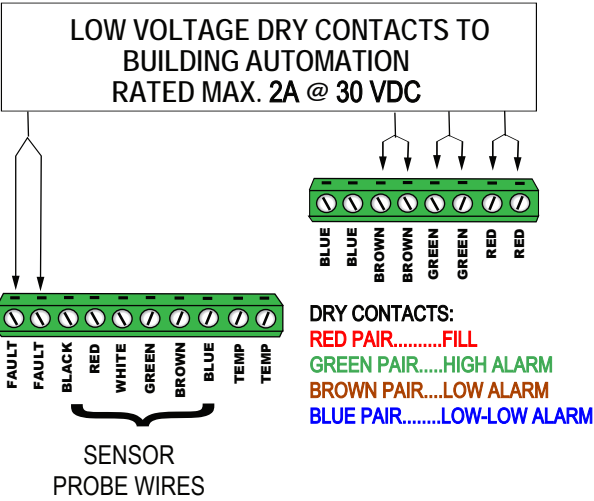 LOW VOLTAGE DRY CONTACTS TO
BUILDING AUTOMATION
RATED MAX. 2A @ 30 VDC
BLUE
BLUE
BROWN
BROWN
GREEN
GREEN
RED
RED
FAULT
FAULT
BLACK
RED
WHITE
GREEN
BROWN
BLUE
TEMP
TEMP
SENSOR
PROBE WIRES
DRY CONTACTS:
RED PAIR..........FILL
GREEN PAIR.....HIGH ALARM
BROWN PAIR....LOW ALARM
BLUE PAIR........LOW-LOW ALARM